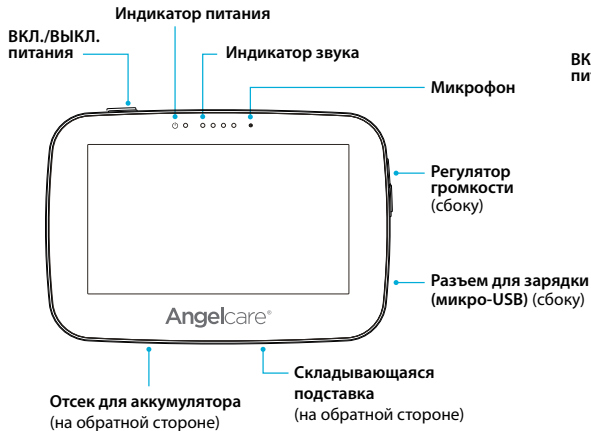 Индикатор питания
ВКЛ./ВЫКЛ.
питания
Индикатор звука
Микрофон
Регулятор
громкости
(сбоку)
Разъем для зарядки
(микро-USB) (сбоку)
Angelcare®
Складывающаяся
подставка
(на обратной стороне)
Отсек для аккумулятора
(на обратной стороне)